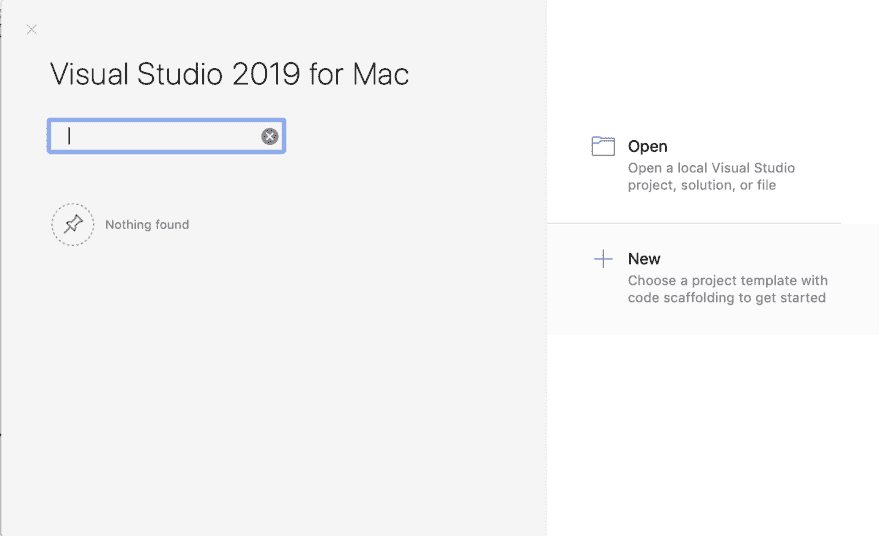 Visual Studio 2019 for Mac
Nothing found
Open
Open a local Visual Studio
project, solution, or file
New
Choose a project template with
code scaffolding to get started